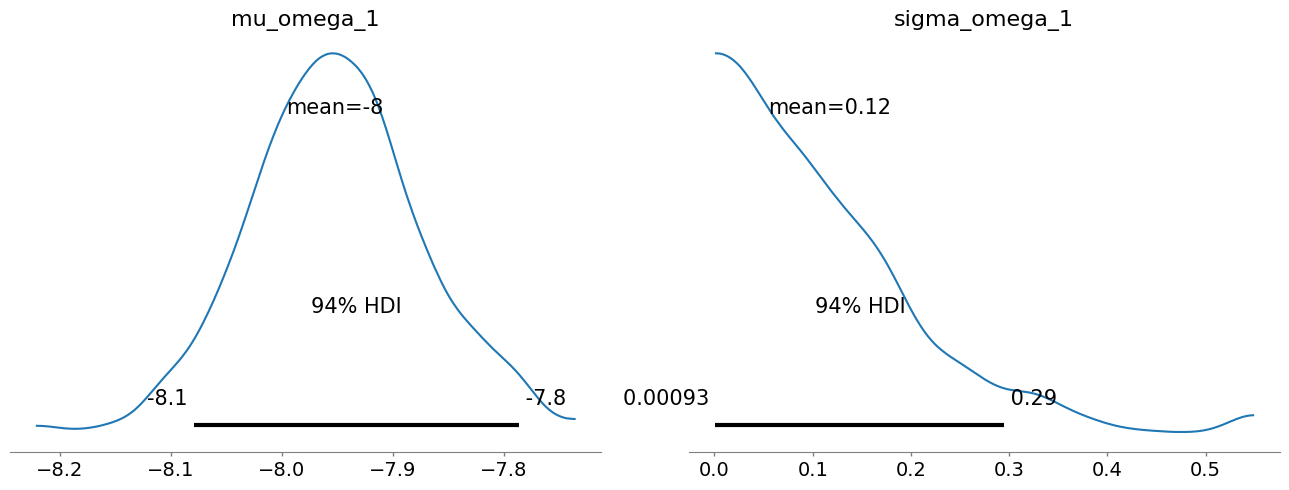 mu_omega_1
mean=-8
94% HDI
-8.1
-7.8
−8.2 −8.1 −8.0 −7.9 −7.8
sigma_omega_1
mean=0.12
94% HDI
0.00093
0.29
0.0 0.1 0.2 0.3 0.4 0.5